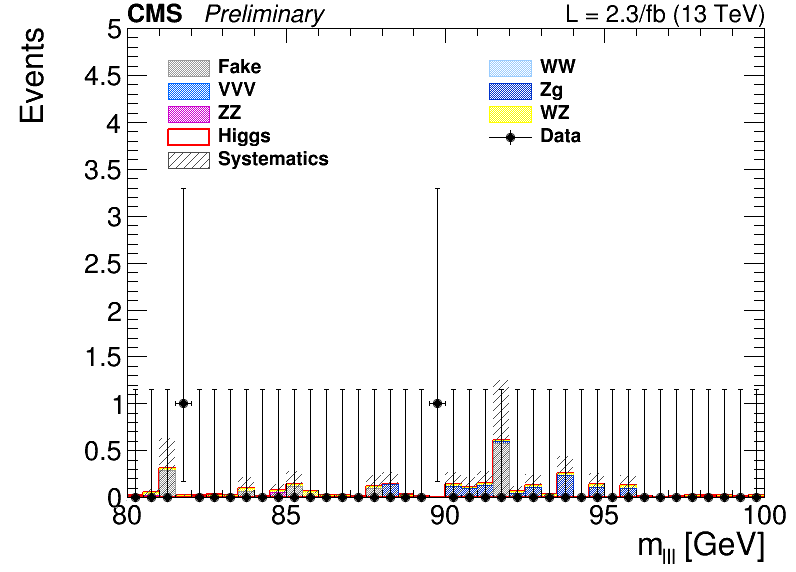 CMS Preliminary L = 2.3/fb (13 TeV)
Events
5
4.5
4
3.5
3
2.5
2
1.5
1
0.5
0
Fake
VVV
ZZ
Higgs
Systematics
WW
Zg
WZ
Data
80 85 90 95 100
m_lll [GeV]